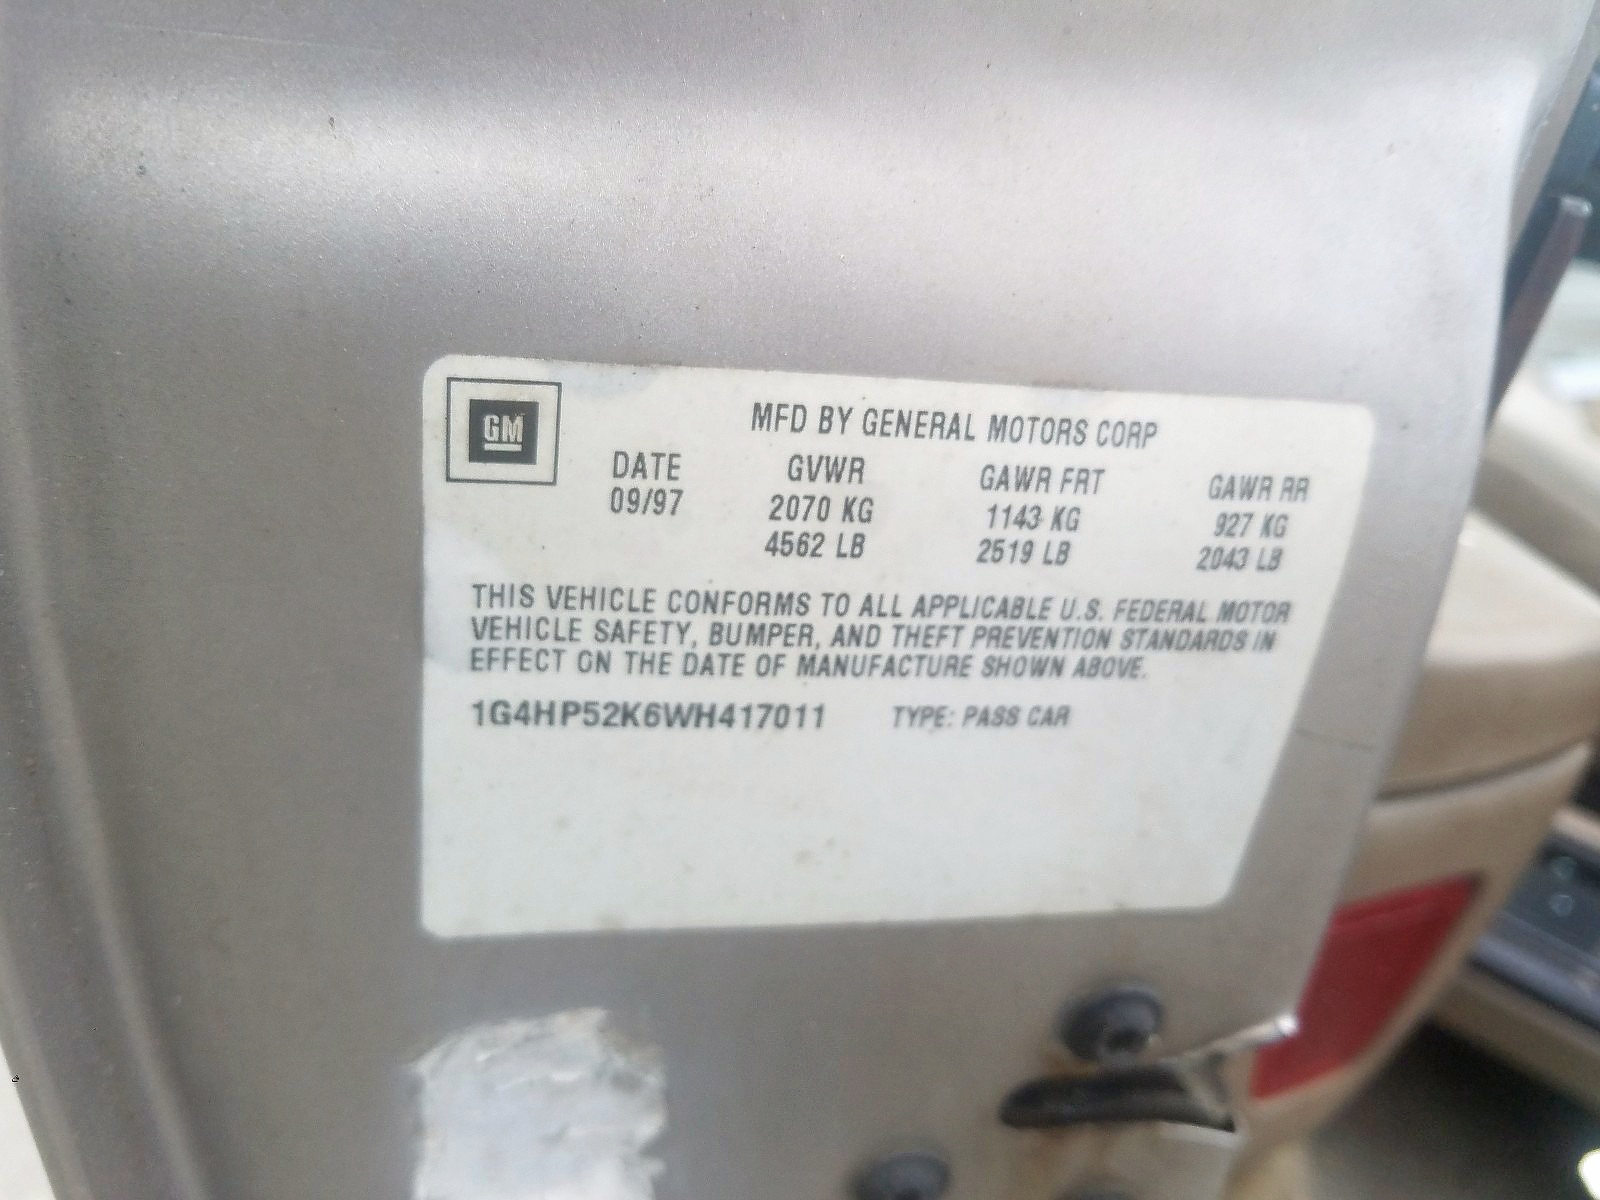 GM
MFD BY GENERAL MOTORS CORP
DATE GVWR GAWR FRT GAWR RR
09/97 2070 KG 1143 KG 927 KG
4562 LB 2519 LB 2043 LB
THIS VEHICLE CONFORMS TO ALL APPLICABLE U.S. FEDERAL MOTOR
VEHICLE SAFETY, BUMPER, AND THEFT PREVENTION STANDARDS IN
EFFECT ON THE DATE OF MANUFACTURE SHOWN ABOVE.
1G4HP52K6WH417011 TYPE: PASS CAR